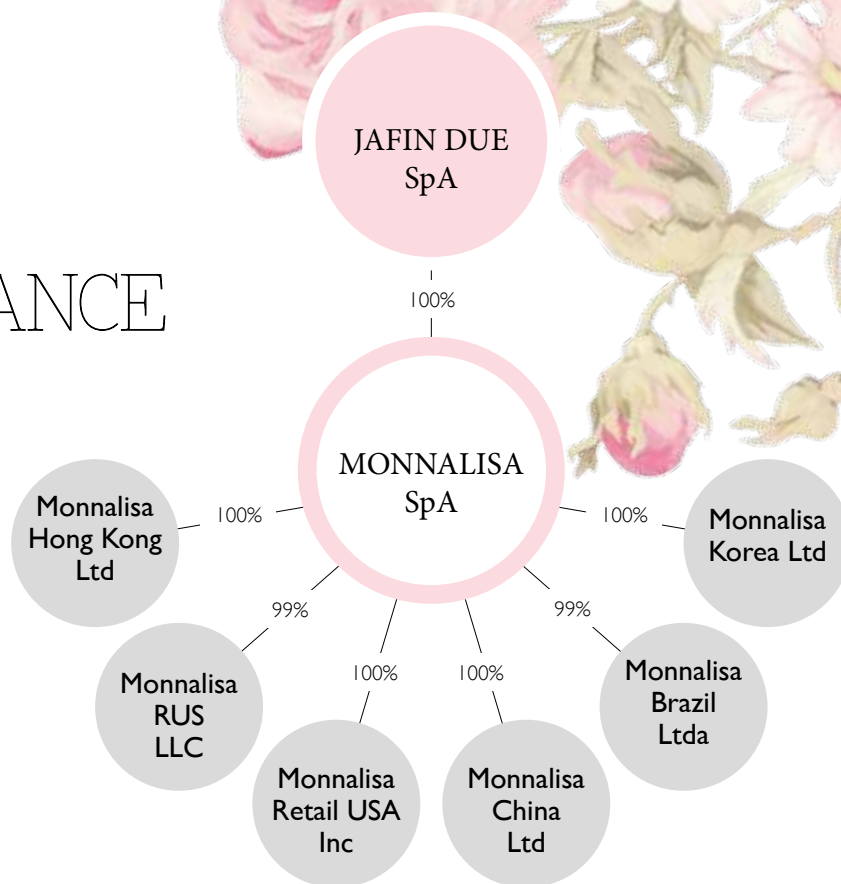 JAFIN DUE
SpA
ANCE
100%
MONNALISA
SpA
Monnalisa
Hong Kong
Ltd
100%
100%
Monnalisa
Korea Ltd
99%
99%
Monnalisa
RUS
LLC
100%
100%
Monnalisa
Brazil
Ltda
Monnalisa
Retail USA
Inc
Monnalisa
China
Ltd